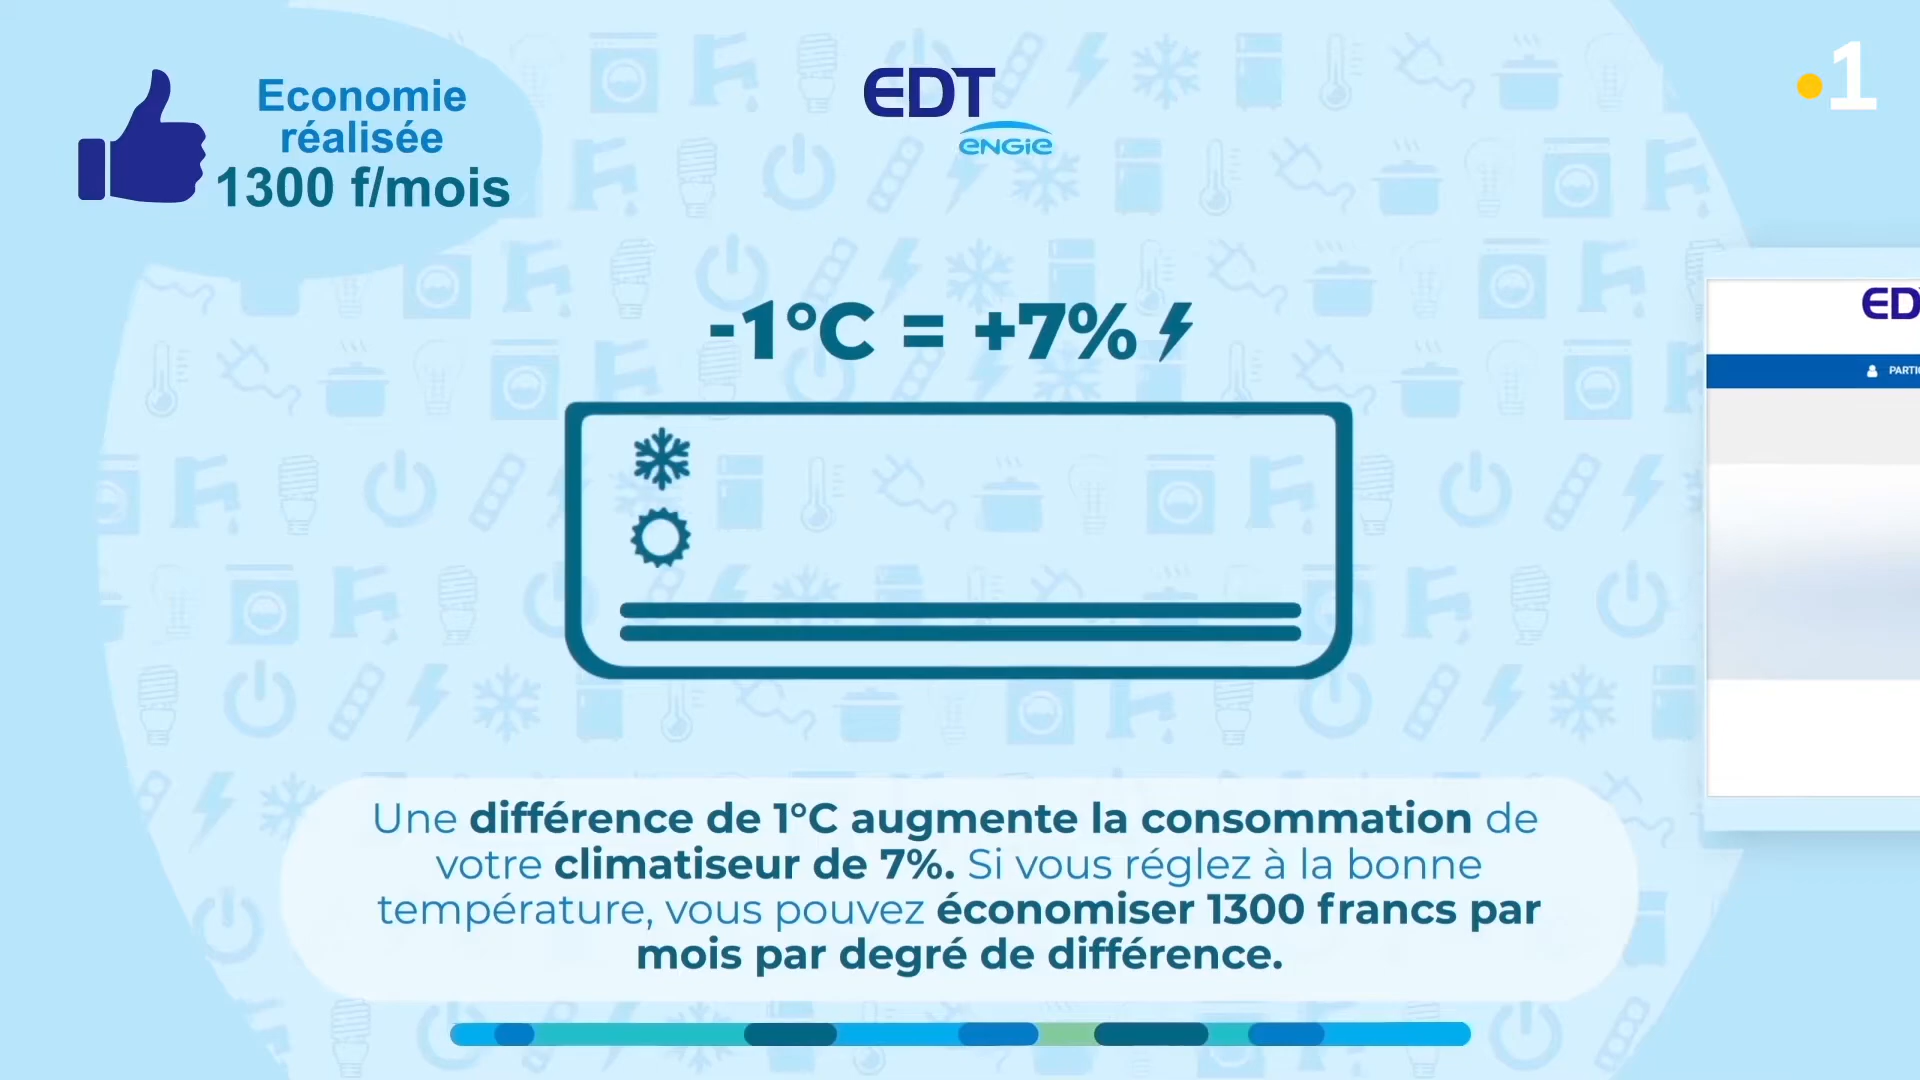 Economie
réalisée
1300 f/mois
EDT
ENGIE
1
-1°C = +7%
ED
PARTIC
Une différence de 1°C augmente la consommation de
votre climatiseur de 7%. Si vous réglez à la bonne
température, vous pouvez économiser 1300 francs par
mois par degré de différence.